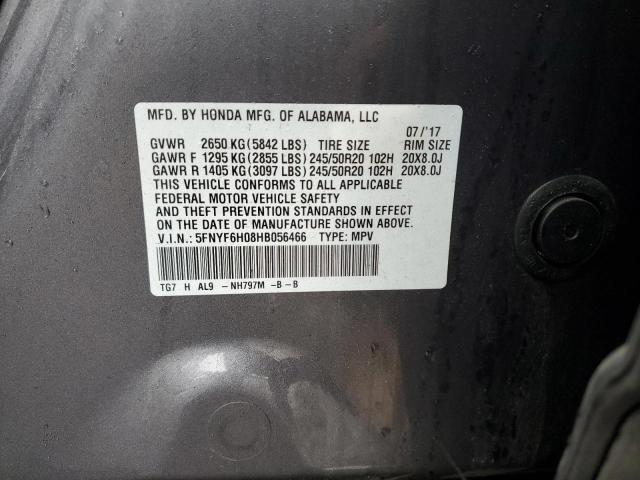 MFD. BY HONDA MFG. OF ALABAMA, LLC
07/'17
GVWR 2650 KG(5842 LBS) TIRE SIZE RIM SIZE
GAWR F 1295 KG(2855 LBS) 245/50R20 102H 20X8.0J
GAWR R 1405 KG(3097 LBS) 245/50R20 102H 20X8.0J
THIS VEHICLE CONFORMS TO ALL APPLICABLE
FEDERAL MOTOR VEHICLE SAFETY
AND THEFT PREVENTION STANDARDS IN EFFECT
ON THE DATE OF MANUFACTURE SHOWN ABOVE.
V.I.N.: 5FNYF6H08HB056466 TYPE: MPV
TG7 H AL9 -NH797M -B -B